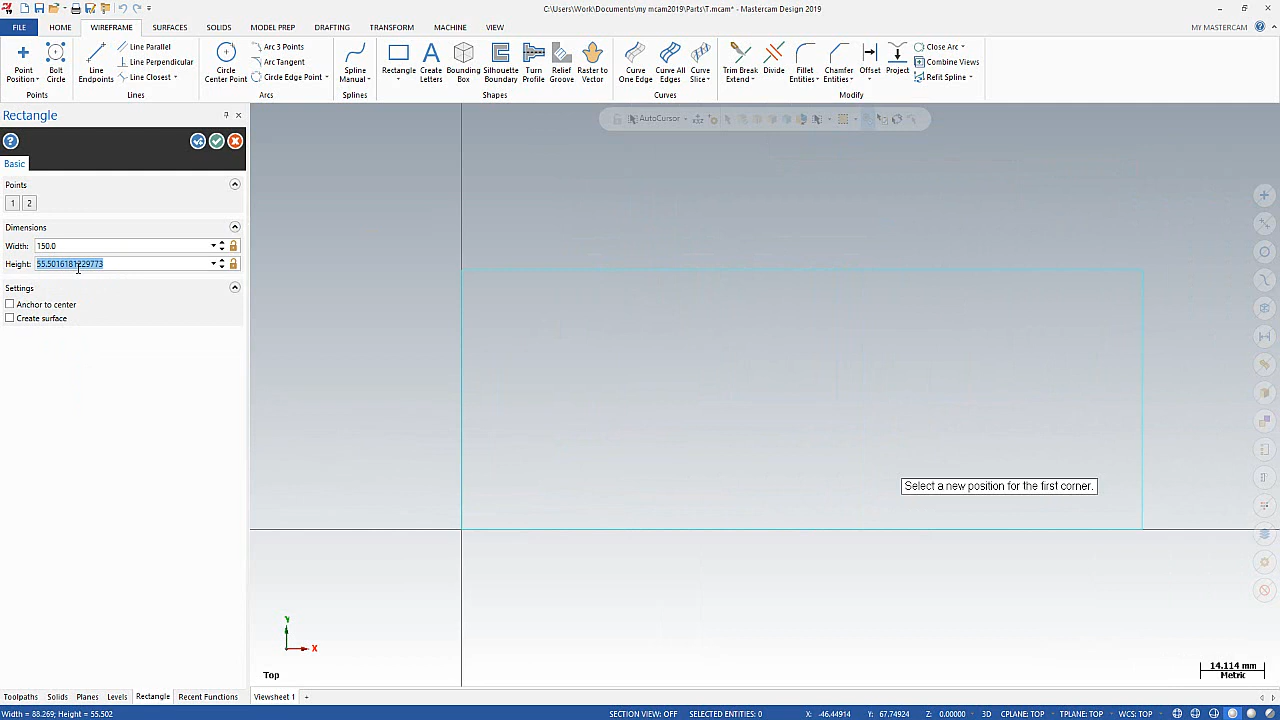 C:\Users\Work\Documents\my mcam2019\Parts\T.mcam* - Mastercam Design 2019
FILE HOME WIREFRAME SURFACES SOLIDS MODEL PREP DRAFTING TRANSFORM MACHINE VIEW MY MASTERCAM
Point Position
Bolt Circle
Points
Line Endpoints
Line Parallel
Line Perpendicular
Line Closest
Lines
Circle Center Point
Arc 3 Points
Arc Tangent
Circle Edge Point
Arcs
Spline Manual
Splines
Rectangle
Create Letters
Bounding Box
Silhouette Boundary
Turn Profile
Relief Groove
Raster to Vector
Shapes
Curve One Edge
Curve All Edges
Curve Slice
Curves
Trim Break Extend
Divide
Fillet Entities
Chamfer Entities
Offset
Project
Close Arc
Combine Views
Refit Spline
Modify
Rectangle
AutoCursor
Basic
Points
1 2
Dimensions
Width: 150.0
Height: 55.5016181229773
Settings
Anchor to center
Create surface
Select a new position for the first corner.
Y
X
Top
14.114 mm
Metric
Toolpaths Solids Planes Levels Rectangle Recent Functions Viewsheet 1 +
Width = 88.269; Height = 55.502 SECTION VIEW: OFF SELECTED ENTITIES: 0 X: -46.44914 Y: 67.74924 Z: 0.00000 3D CPLANE: TOP TPLANE: TOP WCS: TOP